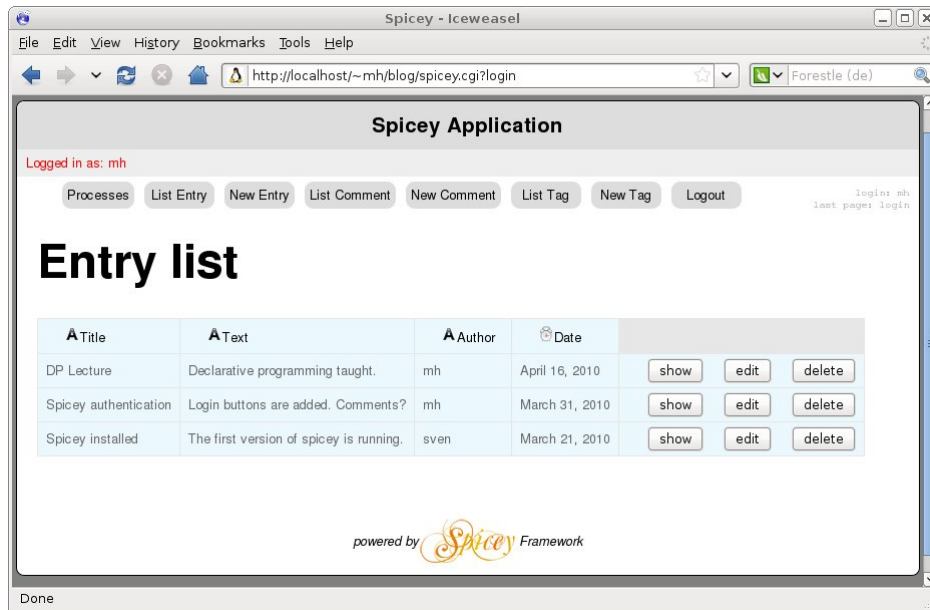 Spicey - Iceweasel
File Edit View History Bookmarks Tools Help
http://localhost/~mh/blog/spicey.cgi?login Forestle (de)
Spicey Application
Logged in as: mh
Processes List Entry New Entry List Comment New Comment List Tag New Tag Logout
login: mh
last page: login
Entry list
A Title A Text A Author Date
DP Lecture Declarative programming taught. mh April 16, 2010 show edit delete
Spicey authentication Login buttons are added. Comments? mh March 31, 2010 show edit delete
Spicey installed The first version of spicey is running. sven March 21, 2010 show edit delete
powered by Spicey Framework
Done